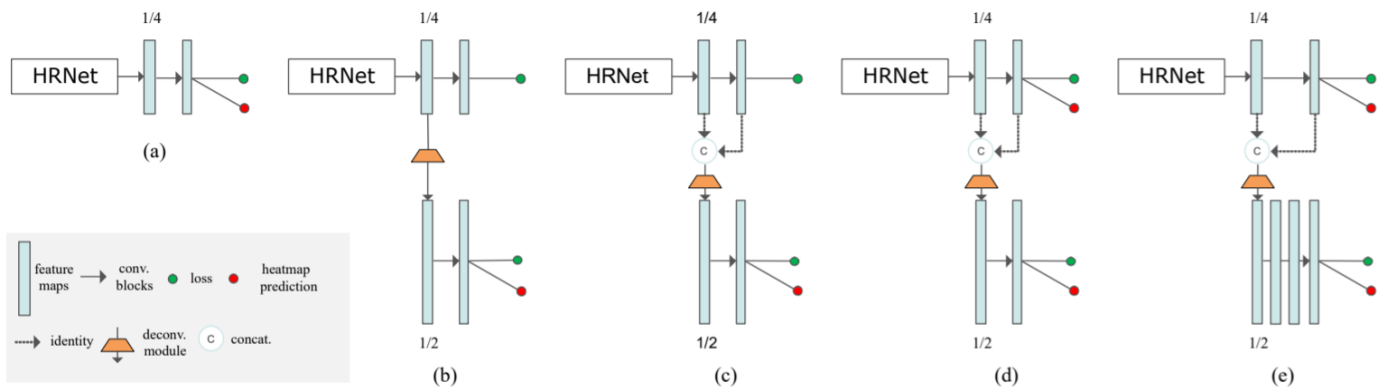 1/4 1/4 1/4 1/4 1/4
HRNet HRNet HRNet HRNet HRNet
(a)
C C C
feature maps
conv. blocks
loss
heatmap prediction
identity
deconv. module
C
concat.
1/2 1/2 1/2 1/2
(b) (c) (d) (e)